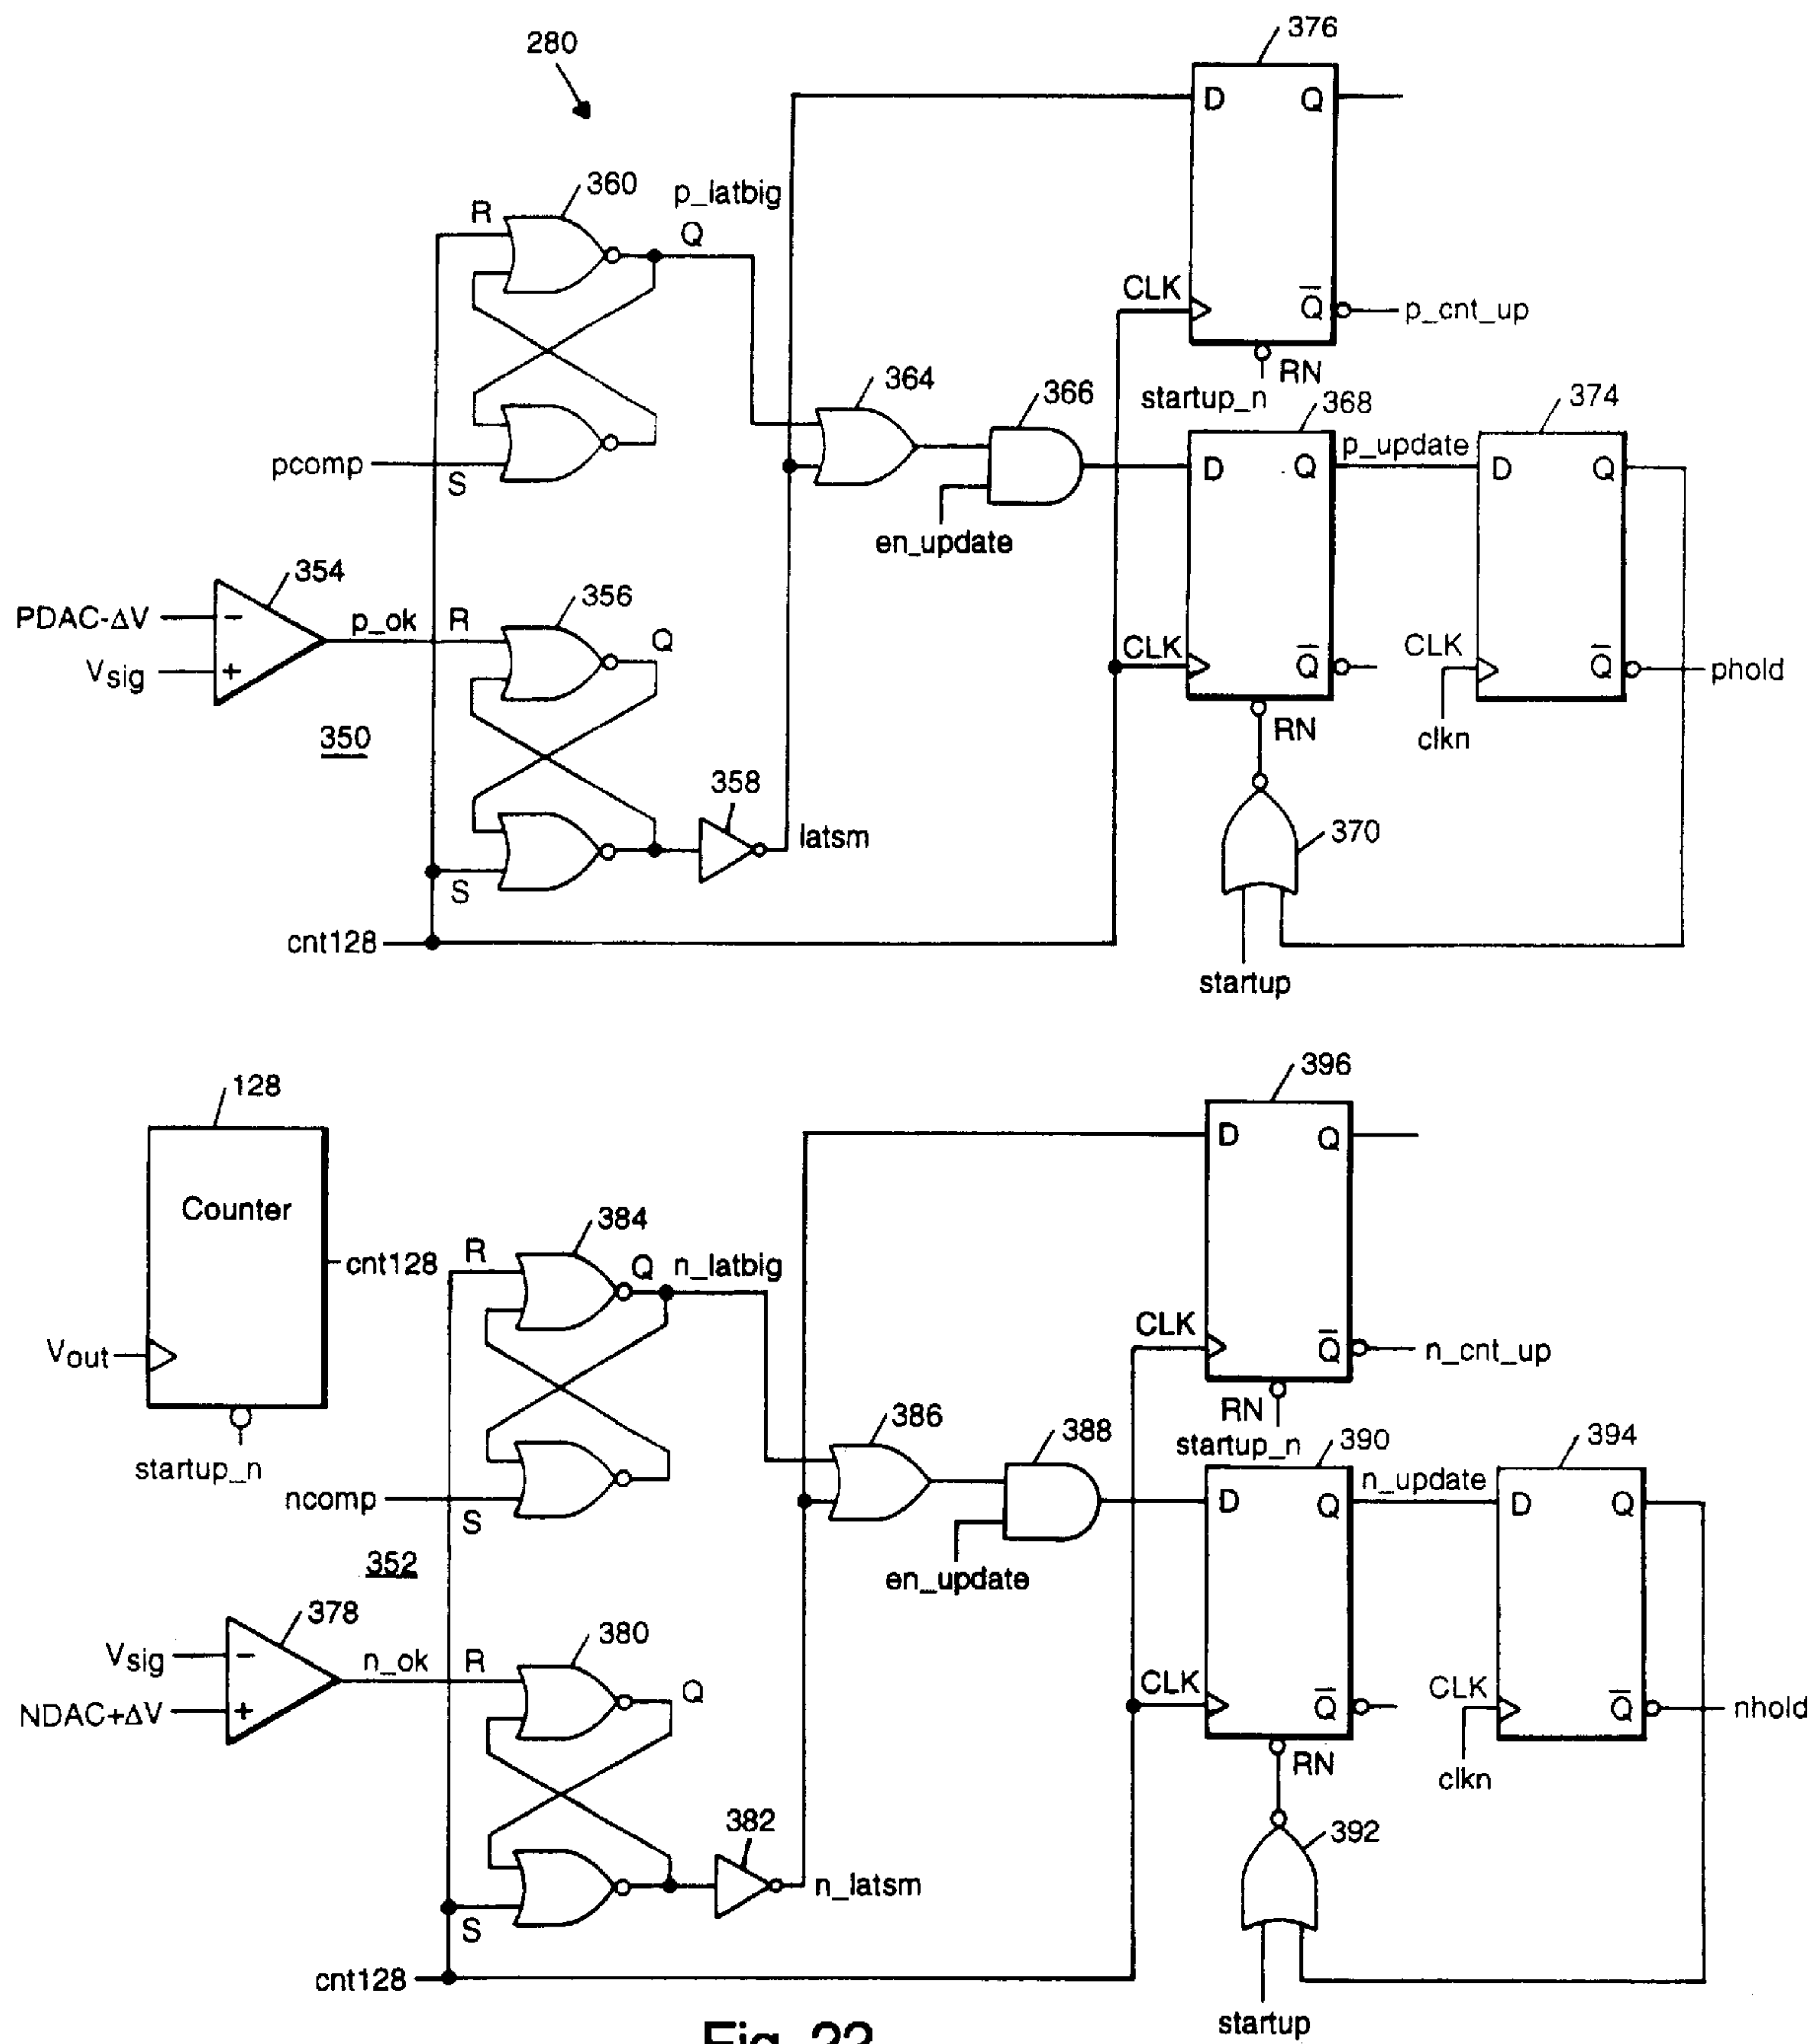 280
376
D Q
360
p_latbig
R
Q
CLK
Q
p_cnt_up
RN
startup_n
364
366
368
374
pcomp
S
p_update
D Q
D Q
en_update
354
PDAC-ΔV
−
Vsig
+
p_ok
R
356
Q
CLK
Q
CLK
Q
phold
clkn
350
RN
358
latsm
370
S
cnt128
startup
128
Counter
cnt128
Vout
startup_n
396
D Q
384
R
Q
n_latbig
CLK
Q
n_cnt_up
RN
startup_n
386
388
390
394
ncomp
S
n_update
D Q
D Q
en_update
352
378
Vsig
−
NDAC+ΔV
+
n_ok
R
380
Q
CLK
Q
CLK
Q
nhold
clkn
RN
382
n_latsm
392
S
cnt128
startup